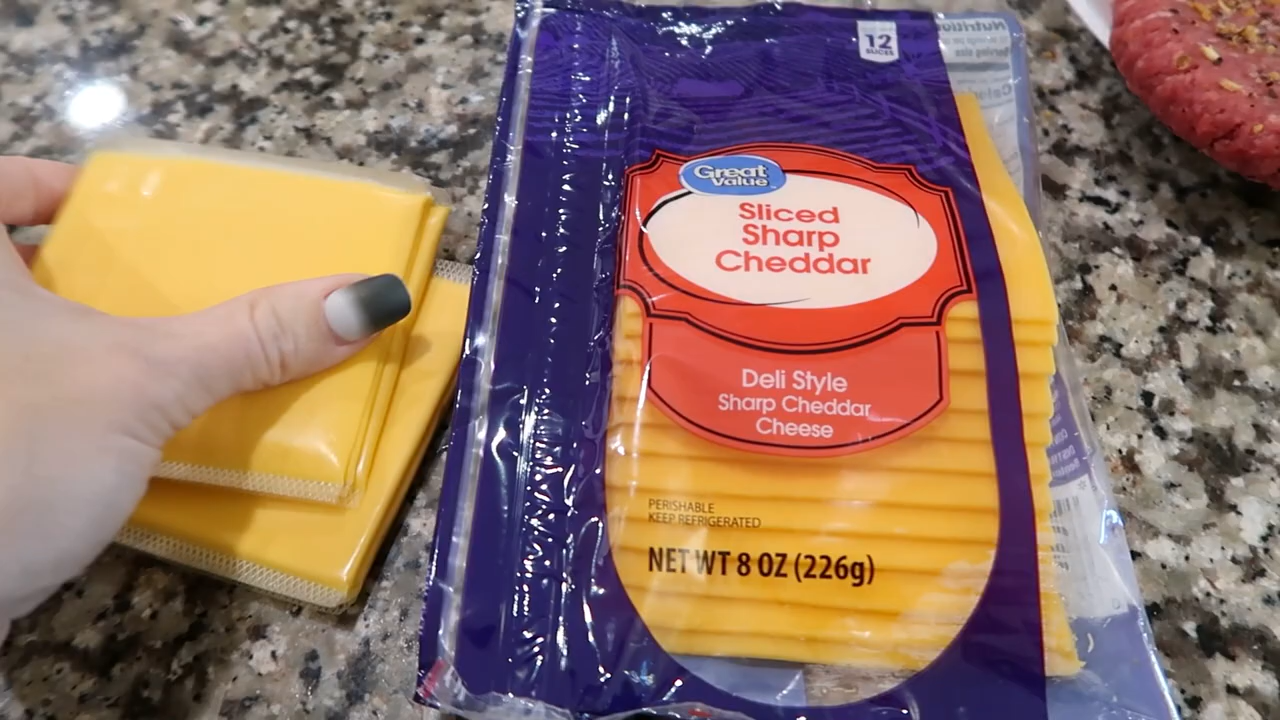 12
SLICES
Nutrition
Great
Value
Sliced
Sharp
Cheddar
Deli Style
Sharp Cheddar
Cheese
PERISHABLE
KEEP REFRIGERATED
NET WT 8 OZ (226g)